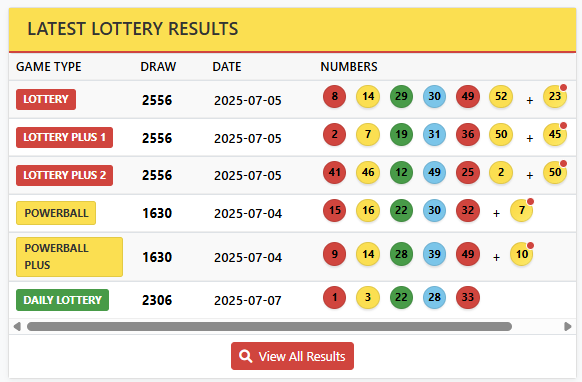 LATEST LOTTERY RESULTS
GAME TYPE DRAW DATE NUMBERS
LOTTERY 2556 2025-07-05 8 14 29 30 49 52 + 23
LOTTERY PLUS 1 2556 2025-07-05 2 7 19 31 36 50 + 45
LOTTERY PLUS 2 2556 2025-07-05 41 46 12 49 25 2 + 50
POWERBALL 1630 2025-07-04 15 16 22 30 32 + 7
POWERBALL
PLUS 1630 2025-07-04 9 14 28 39 49 + 10
DAILY LOTTERY 2306 2025-07-07 1 3 22 28 33
View All Results